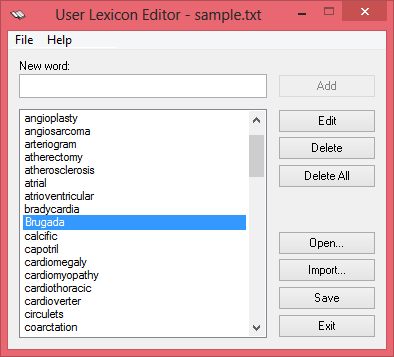 User Lexicon Editor - sample.txt
File Help
New word:
Add
angioplasty
angiosarcoma
arteriogram
atherectomy
atherosclerosis
atrial
atrioventricular
bradycardia
Brugada
calcific
capotril
cardiomegaly
cardiomyopathy
cardiothoracic
cardioverter
circulets
coarctation
Edit
Delete
Delete All
Open...
Import...
Save
Exit